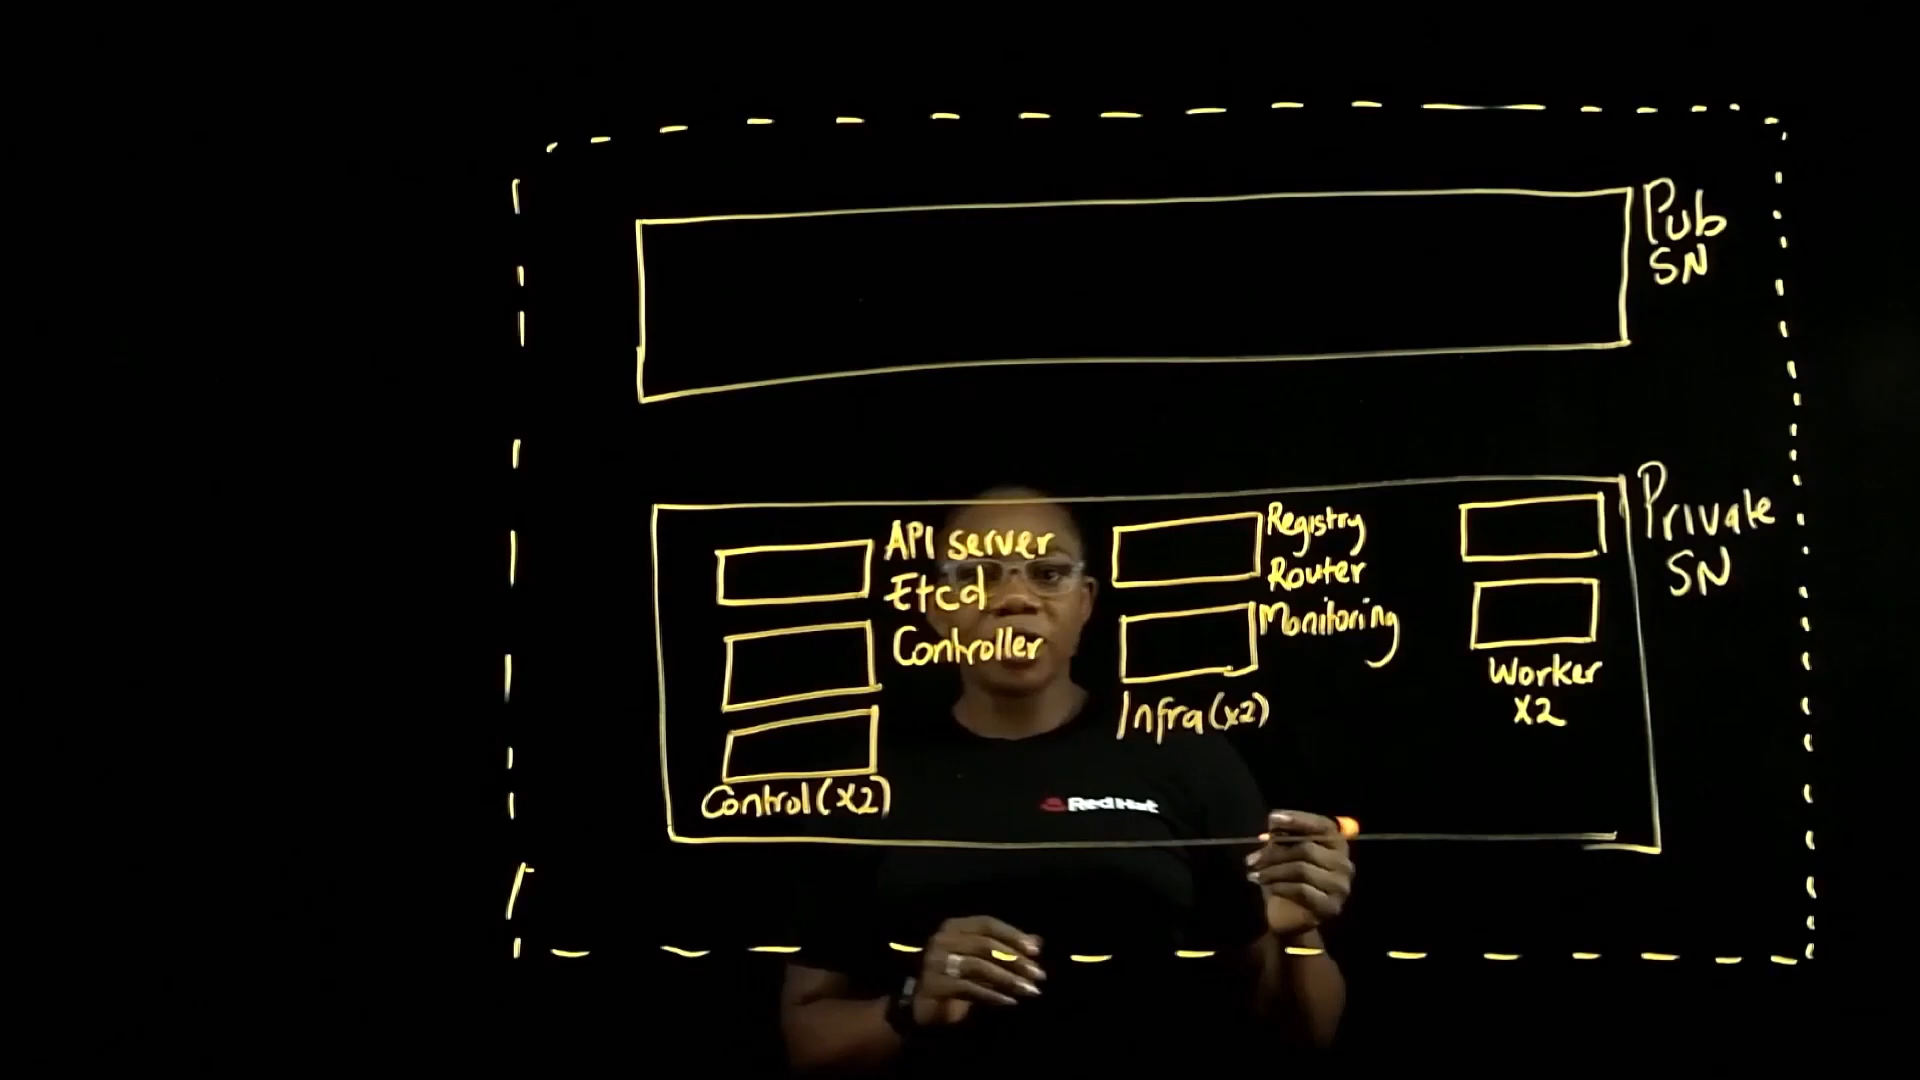 Pub
SN
Private
SN
API server
Etcd
Controller
Control(x2)
Registry
Router
Monitoring
Infra(x2)
Worker
x2
Red Hat